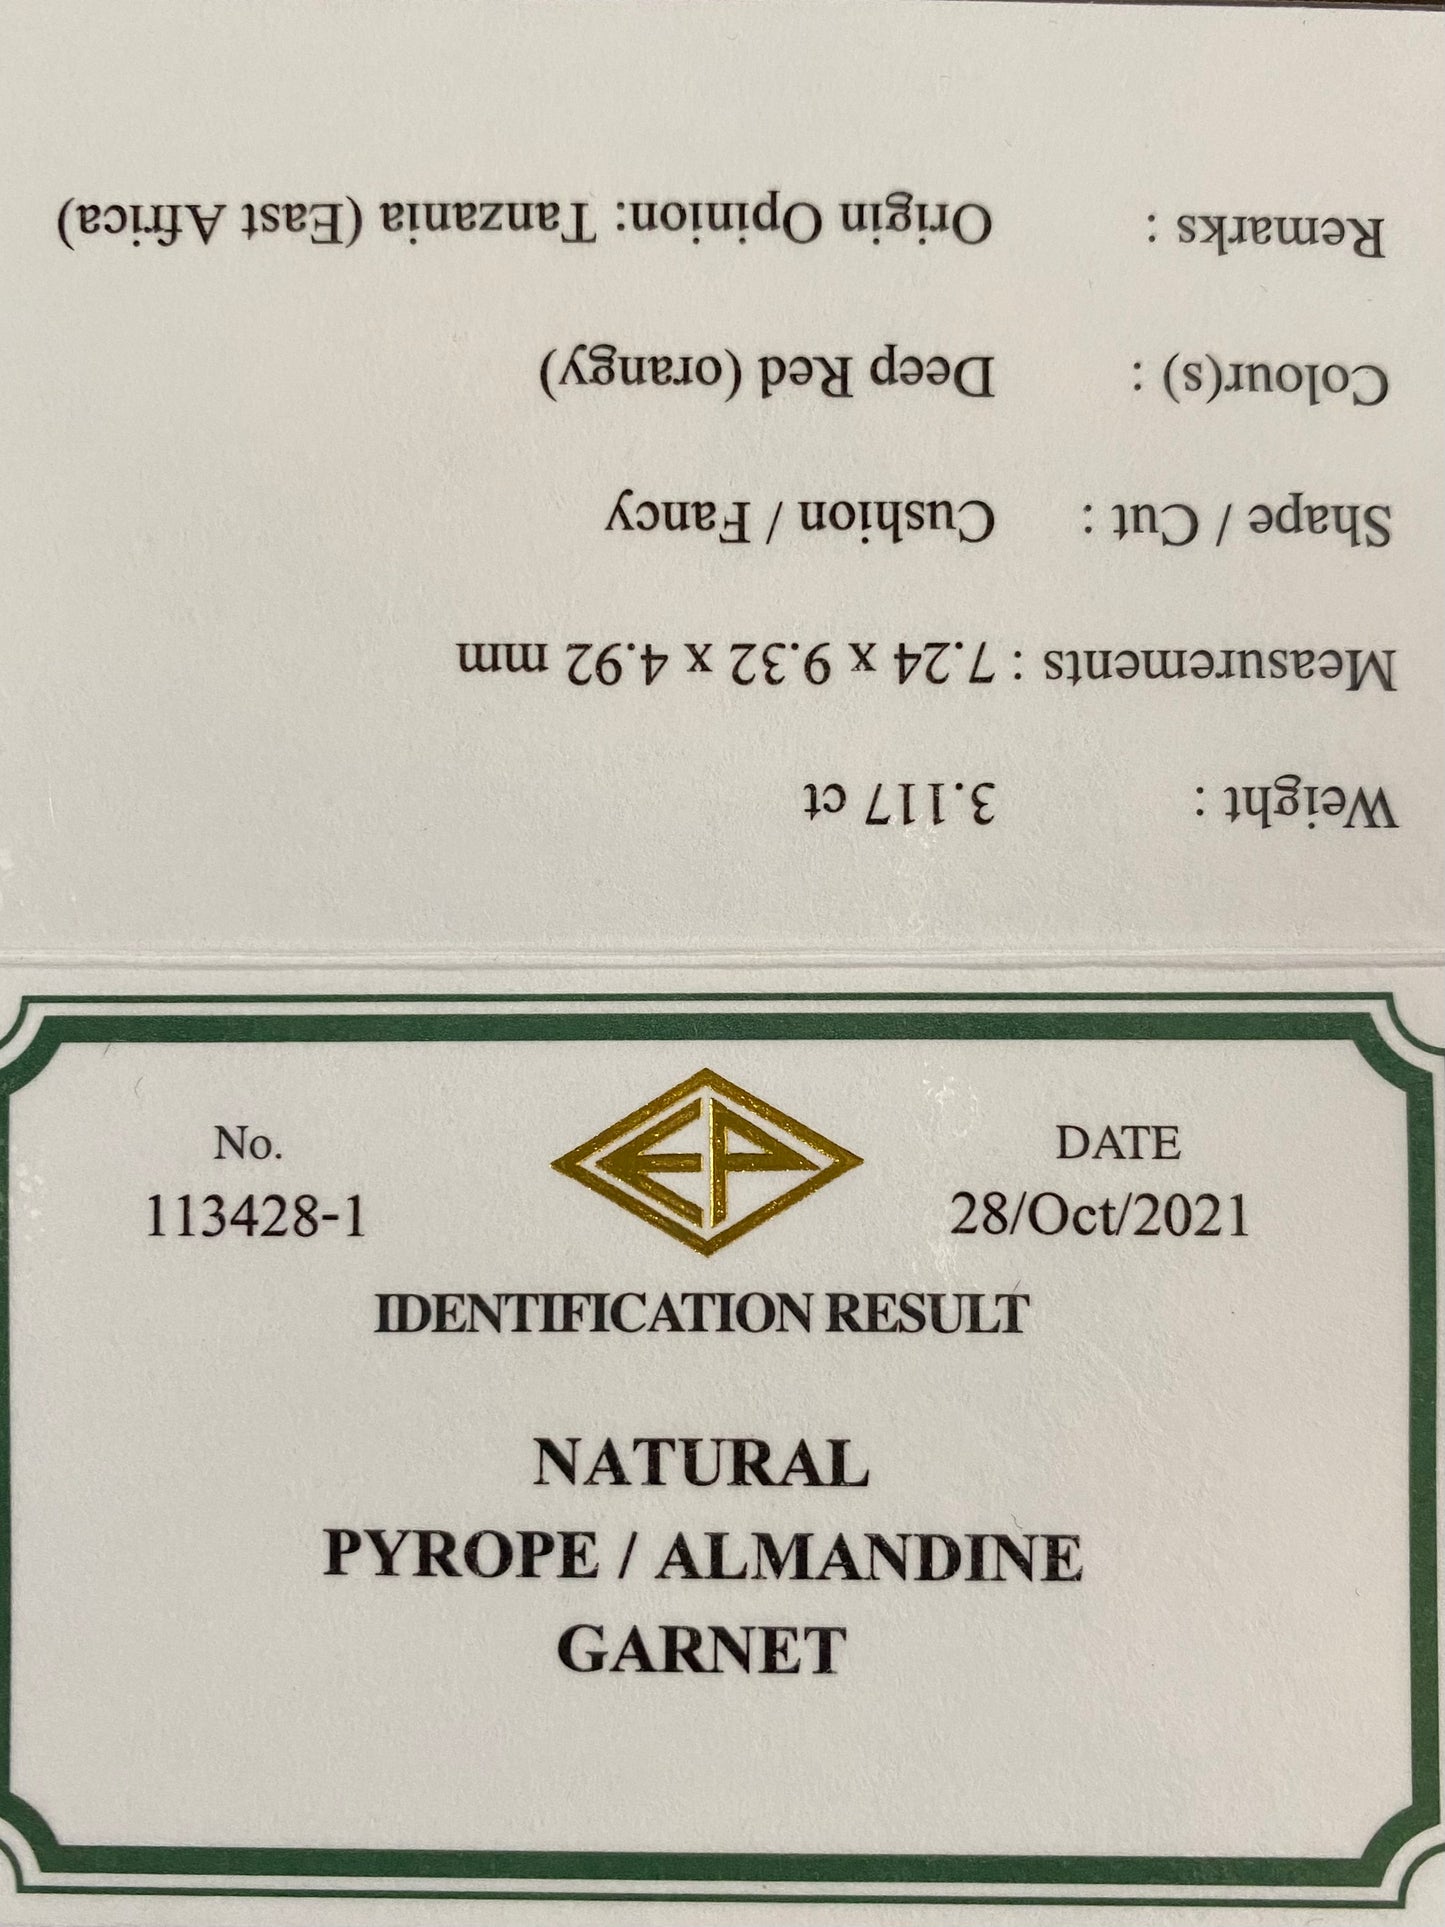 Weight : 3.117 ct
Measurements : 7.24 x 9.32 x 4.92 mm
Shape / Cut : Cushion / Fancy
Colour(s) : Deep Red (orangy)
Remarks : Origin Opinion: Tanzania (East Africa)
EP
No. DATE
113428-1 28/Oct/2021
IDENTIFICATION RESULT
NATURAL
PYROPE / ALMANDINE
GARNET